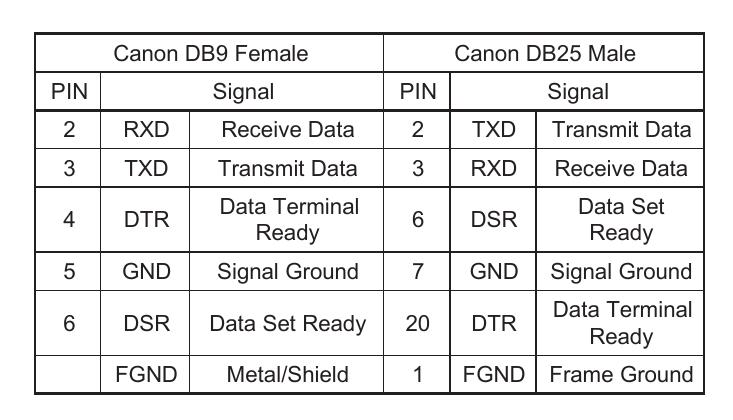 Canon DB9 Female Canon DB25 Male
PIN Signal PIN Signal
2 RXD Receive Data 2 TXD Transmit Data
3 TXD Transmit Data 3 RXD Receive Data
4 DTR Data Terminal Ready 6 DSR Data Set Ready
5 GND Signal Ground 7 GND Signal Ground
6 DSR Data Set Ready 20 DTR Data Terminal Ready
FGND Metal/Shield 1 FGND Frame Ground